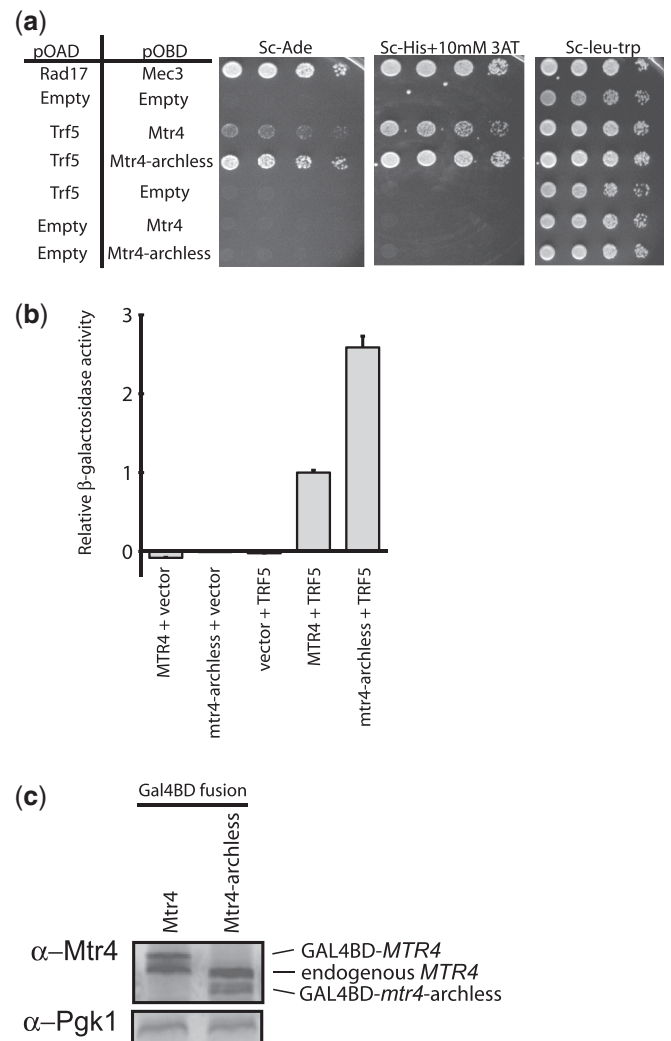 (a)
pOAD pOBD Sc-Ade Sc-His+10mM 3AT Sc-leu-trp
Rad17 Mec3
Empty Empty
Trf5 Mtr4
Trf5 Mtr4-archless
Trf5 Empty
Empty Mtr4
Empty Mtr4-archless
(b)
Relative β-galactosidase activity
3
2
1
0
MTR4 + vector
mtr4-archless + vector
vector + TRF5
MTR4 + TRF5
mtr4-archless + TRF5
(c)
Gal4BD fusion
Mtr4
Mtr4-archless
α–Mtr4
GAL4BD-MTR4
endogenous MTR4
GAL4BD-mtr4-archless
α–Pgk1